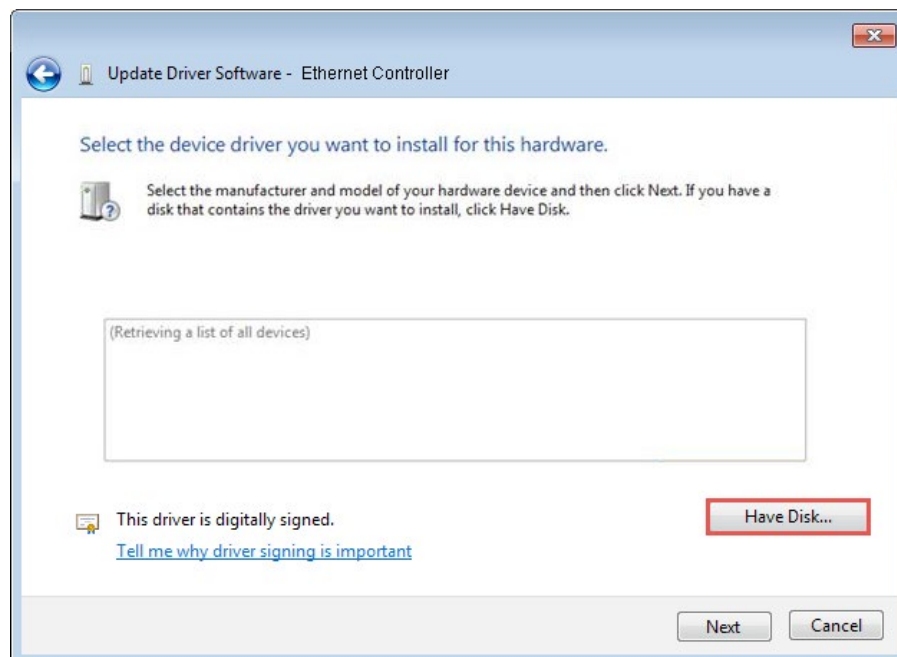 Update Driver Software - Ethernet Controller
Select the device driver you want to install for this hardware.
Select the manufacturer and model of your hardware device and then click Next. If you have a
disk that contains the driver you want to install, click Have Disk.
(Retrieving a list of all devices)
This driver is digitally signed.
Have Disk...
Tell me why driver signing is important
Next
Cancel